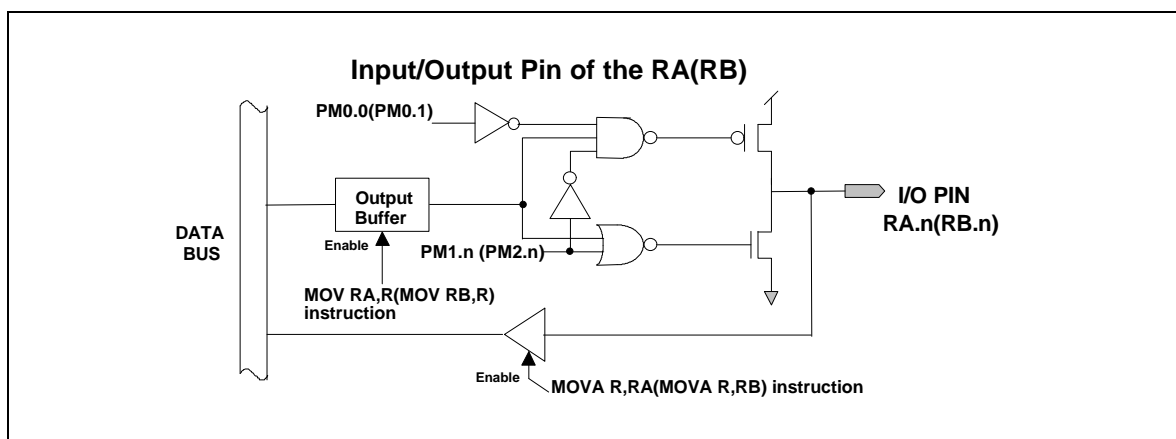 Input/Output Pin of the RA(RB)
PM0.0(PM0.1)
Output
Buffer
I/O PIN
RA.n(RB.n)
DATA
BUS
Enable
PM1.n (PM2.n)
MOV RA,R(MOV RB,R)
instruction
Enable
MOVA R,RA(MOVA R,RB) instruction